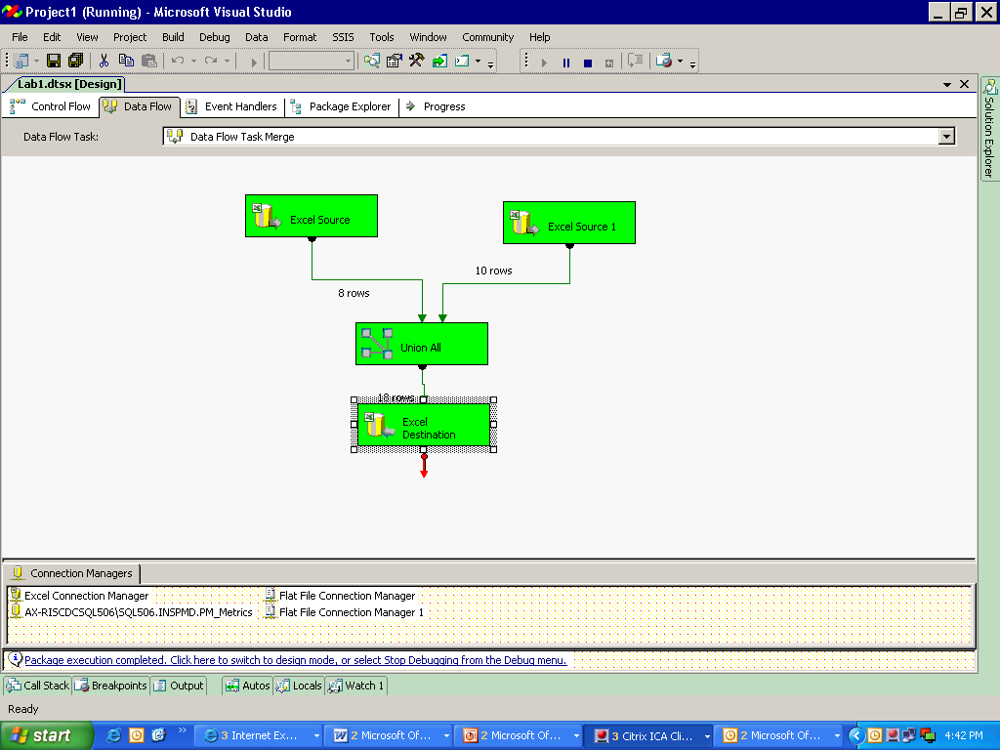 Project1 (Running) - Microsoft Visual Studio
File Edit View Project Build Debug Data Format SSIS Tools Window Community Help
Lab1.dtsx [Design]
Control Flow Data Flow Event Handlers Package Explorer Progress
Solution Explorer
Data Flow Task: Data Flow Task Merge
Excel Source
Excel Source 1
10 rows
8 rows
Union All
18 rows
Excel
Destination
Connection Managers
Excel Connection Manager Flat File Connection Manager
AX-RISCDCSQL506\SQL506.INSPMD.PM_Metrics Flat File Connection Manager 1
Package execution completed. Click here to switch to design mode, or select Stop Debugging from the Debug menu.
Call Stack Breakpoints Output Autos Locals Watch 1
Ready
start 3 Internet Ex... 2 Microsoft Of... 2 Microsoft Of... 3 Citrix ICA Cli... 2 Microsoft Of... 4:42 PM